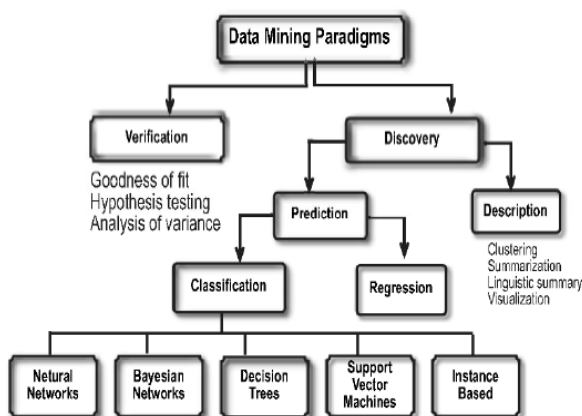 Data Mining Paradigms
Verification
Goodness of fit
Hypothesis testing
Analysis of variance
Discovery
Prediction
Description
Clustering
Summarization
Linguistic summary
Visualization
Classification
Regression
Netural
Networks
Bayesian
Networks
Decision
Trees
Support
Vector
Machines
Instance
Based